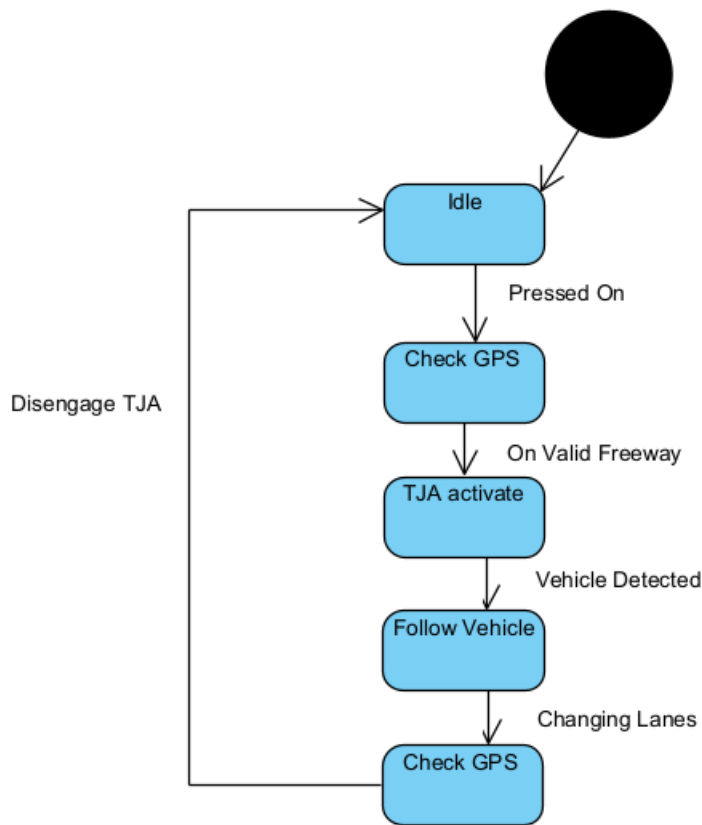 Idle
Pressed On
Check GPS
Disengage TJA
On Valid Freeway
TJA activate
Vehicle Detected
Follow Vehicle
Changing Lanes
Check GPS